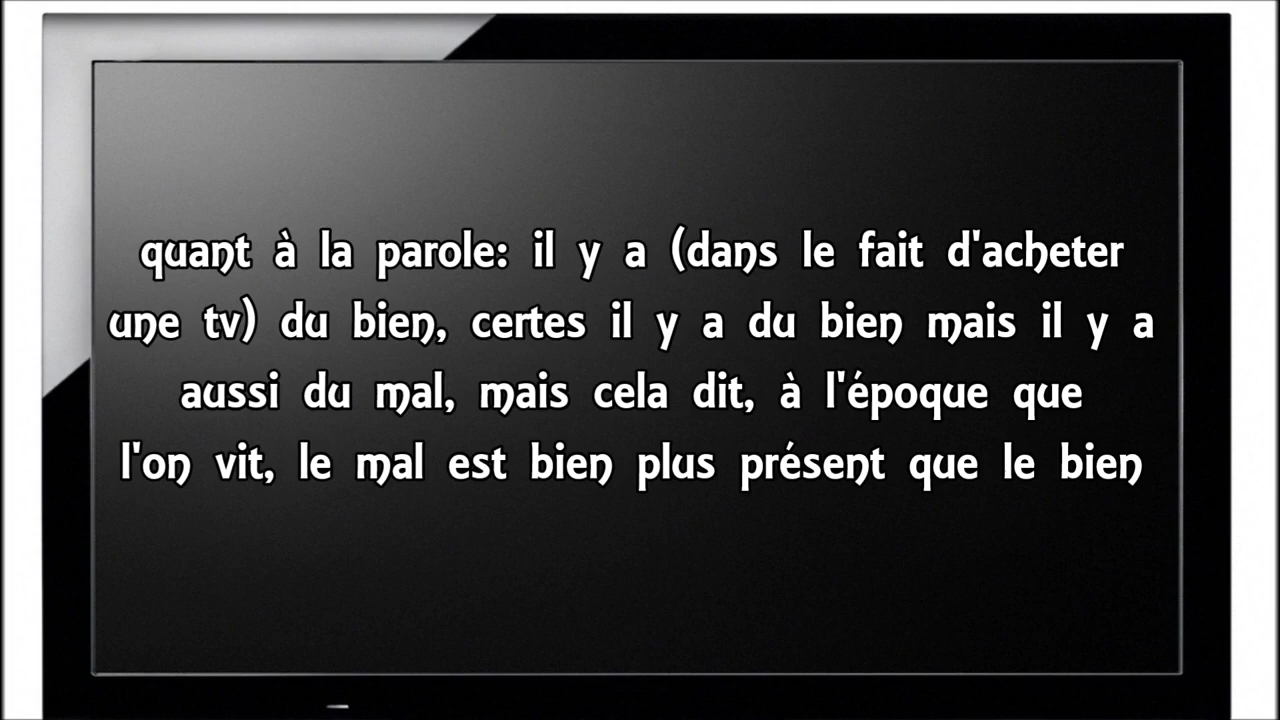 quant à la parole: il y a (dans le fait d'acheter
une tv) du bien, certes il y a du bien mais il y a
aussi du mal, mais cela dit, à l'époque que
l'on vit, le mal est bien plus présent que le bien